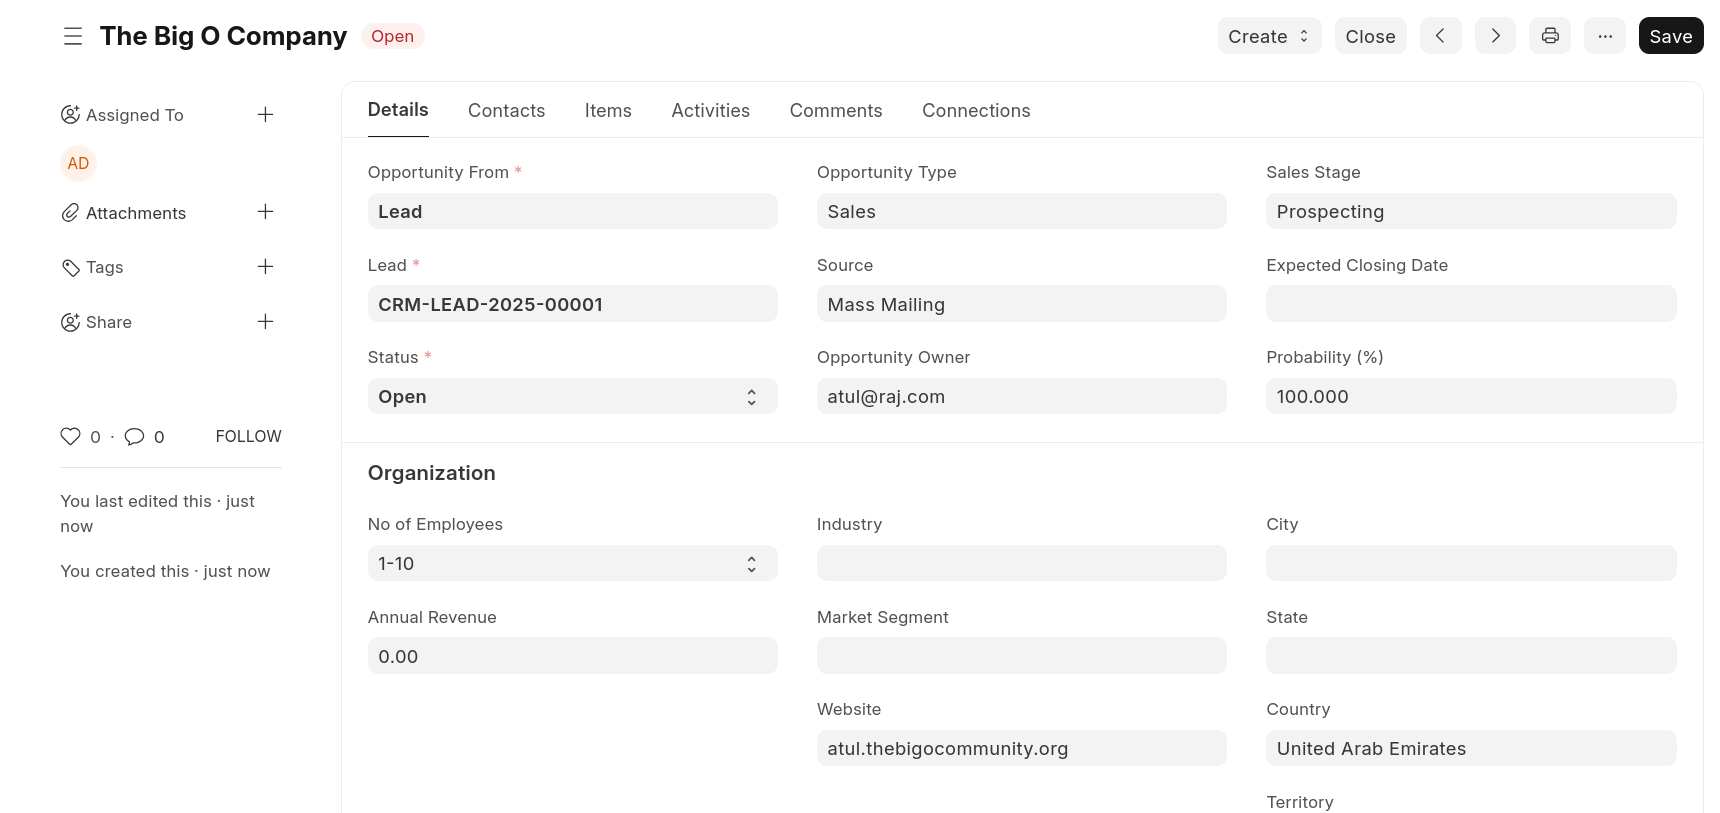 The Big O Company
Open
Create
Close
Save
Assigned To
AD
Attachments
Tags
Share
0 · 0
FOLLOW
You last edited this · just
now
You created this · just now
Details Contacts Items Activities Comments Connections
Opportunity From *
Lead
Lead *
CRM-LEAD-2025-00001
Status *
Open
Opportunity Type
Sales
Source
Mass Mailing
Opportunity Owner
atul@raj.com
Sales Stage
Prospecting
Expected Closing Date
Probability (%)
100.000
Organization
No of Employees
1-10
Annual Revenue
0.00
Industry
Market Segment
Website
atul.thebigocommunity.org
City
State
Country
United Arab Emirates
Territory